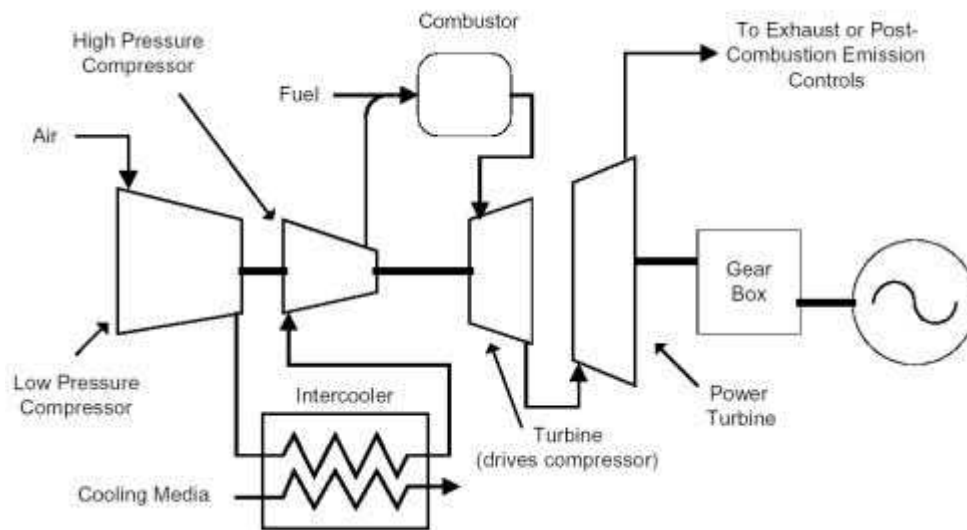 Combustor
High Pressure
Compressor
To Exhaust or Post-
Combustion Emission
Controls
Fuel
Air
Gear
Box
Low Pressure
Compressor
Intercooler
Turbine
(drives compressor)
Power
Turbine
Cooling Media